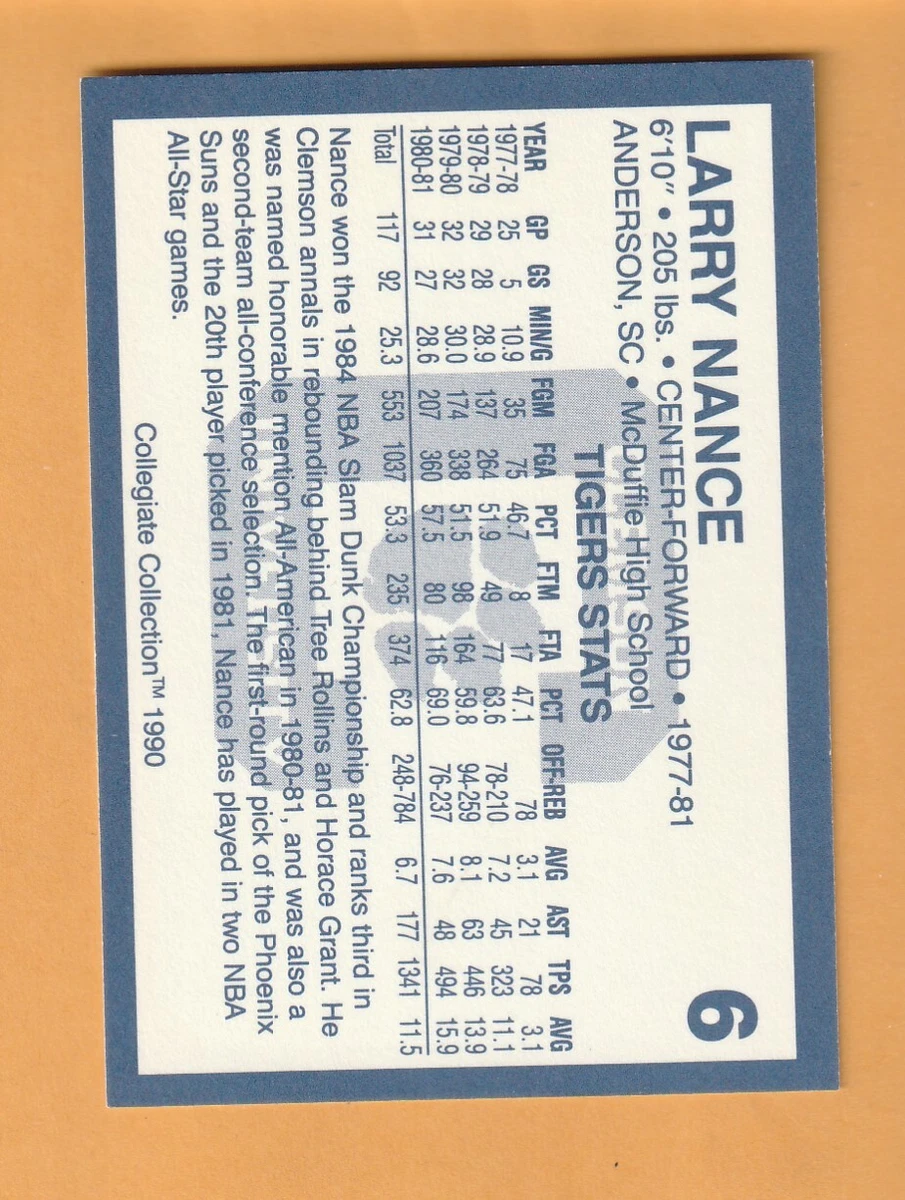 LARRY NANCE 6
6'10" • 205 lbs. • CENTER-FORWARD • 1977-81
ANDERSON, SC • McDuffie High School
TIGERS STATS
YEAR GP GS MIN/G FGM FGA PCT FTM FTA PCT OFF-REB AVG AST TPS AVG
1977-78 25 5 10.9 35 75 46.7 8 17 47.1 78 3.1 21 78 3.1
1978-79 29 28 28.9 137 264 51.9 49 77 63.6 78-210 7.2 45 323 11.1
1979-80 32 32 30.0 174 338 51.5 98 164 59.8 94-259 8.1 63 446 13.9
1980-81 31 27 28.6 207 360 57.5 80 116 69.0 76-237 7.6 48 494 15.9
Total 117 92 25.3 553 1037 53.3 235 374 62.8 248-784 6.7 177 1341 11.5
Nance won the 1984 NBA Slam Dunk Championship and ranks third in
Clemson annals in rebounding behind Tree Rollins and Horace Grant. He
was named honorable mention All-American in 1980-81, and was also a
second-team all-conference selection. The first-round pick of the Phoenix
Suns and the 20th player picked in 1981, Nance has played in two NBA
All-Star games.
Collegiate Collection™ 1990
CLEMSON
UNIVERSITY